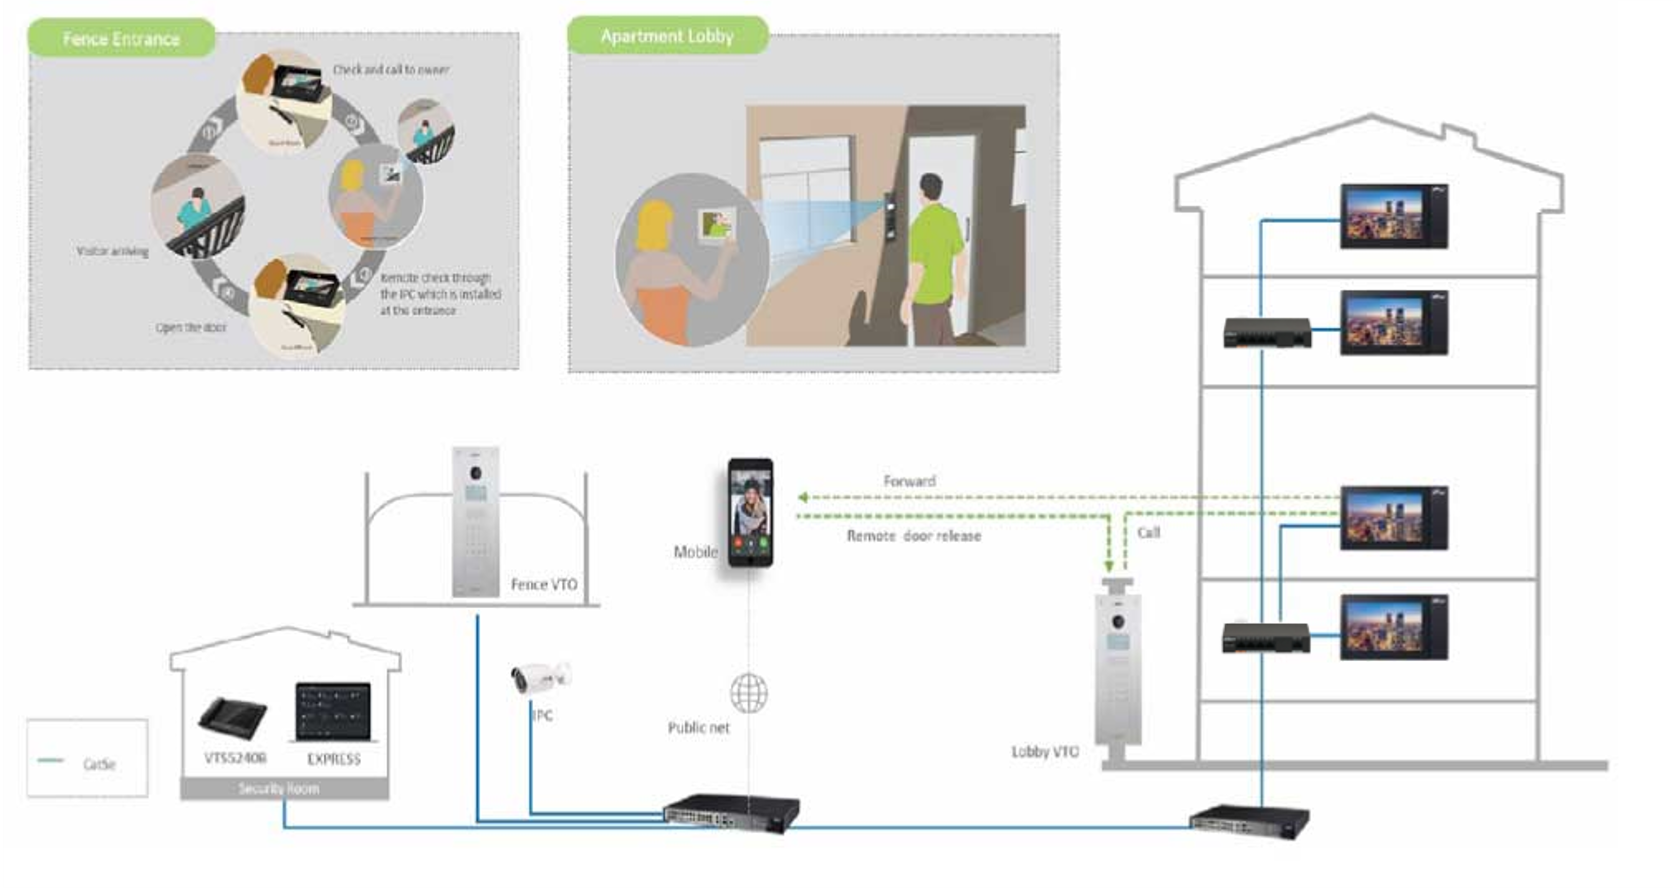 Fence Entrance
Check and call to owner
Visitor arriving
Remote check through
the IPC which is installed
at the entrance
Open the door
Apartment Lobby
Forward
Remote door release
Call
Mobile
Fence VTO
IPC
Public net
Lobby VTO
VTS5240B
EXPRESS
Security Room
Cat5e